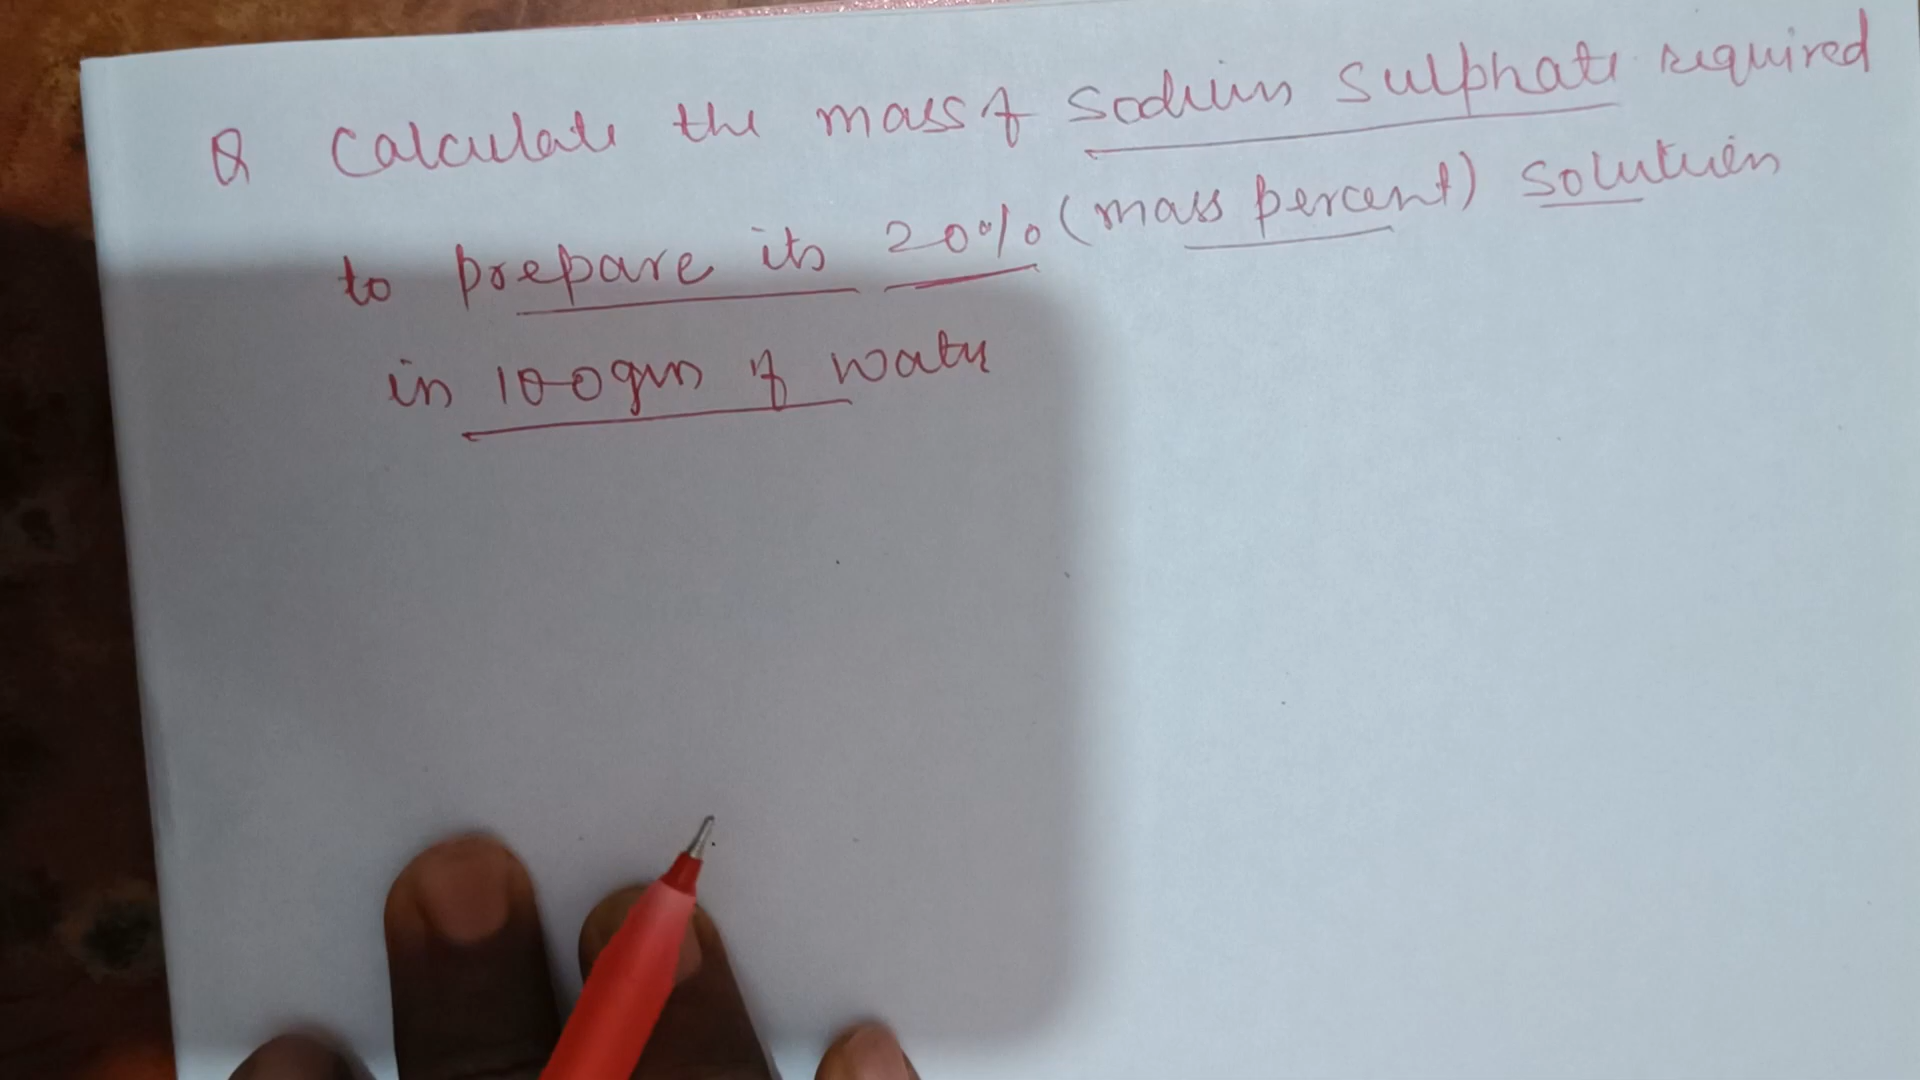 Q Calculate the mass of Sodium Sulphate required
to prepare its 20% (mass percent) solution
in 100gm of water